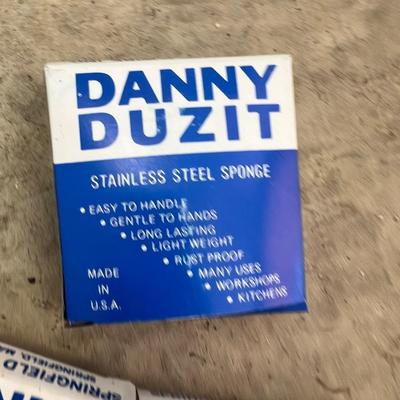 DANNY
DUZIT
STAINLESS STEEL SPONGE
• EASY TO HANDLE
• GENTLE TO HANDS
• LONG LASTING
• LIGHT WEIGHT
• RUST PROOF
• MANY USES
• WORKSHOPS
• KITCHENS
MADE
IN
U.S.A.
SPRINGFIELD
SPRINGFIELD, M